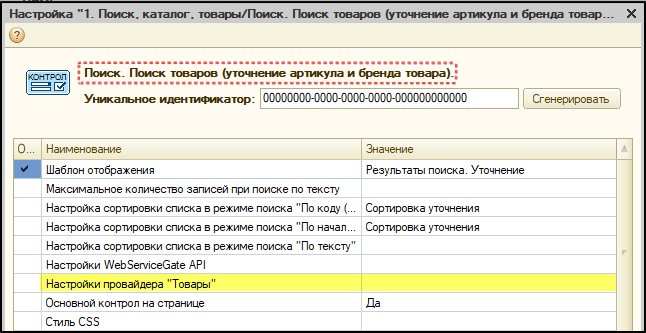 Настройка "1. Поиск, каталог, товары/Поиск. Поиск товаров (уточнение артикула и бренда товар...
?
КОНТРОЛ
Поиск. Поиск товаров (уточнение артикула и бренда товара).
Уникальное идентификатор: 00000000-0000-0000-0000-000000000000 Сгенерировать
О... Наименование Значение
Шаблон отображения Результаты поиска. Уточнение
Максимальное количество записей при поиске по тексту
Настройка сортировки списка в режиме поиска "По коду (... Сортировка уточнения
Настройка сортировки списка в режиме поиска "По начал... Сортировка уточнения
Настройка сортировки списка в режиме поиска "По тексту"
Настройки WebServiceGate API
Настройки провайдера "Товары"
Основной контрол на странице Да
Стиль CSS